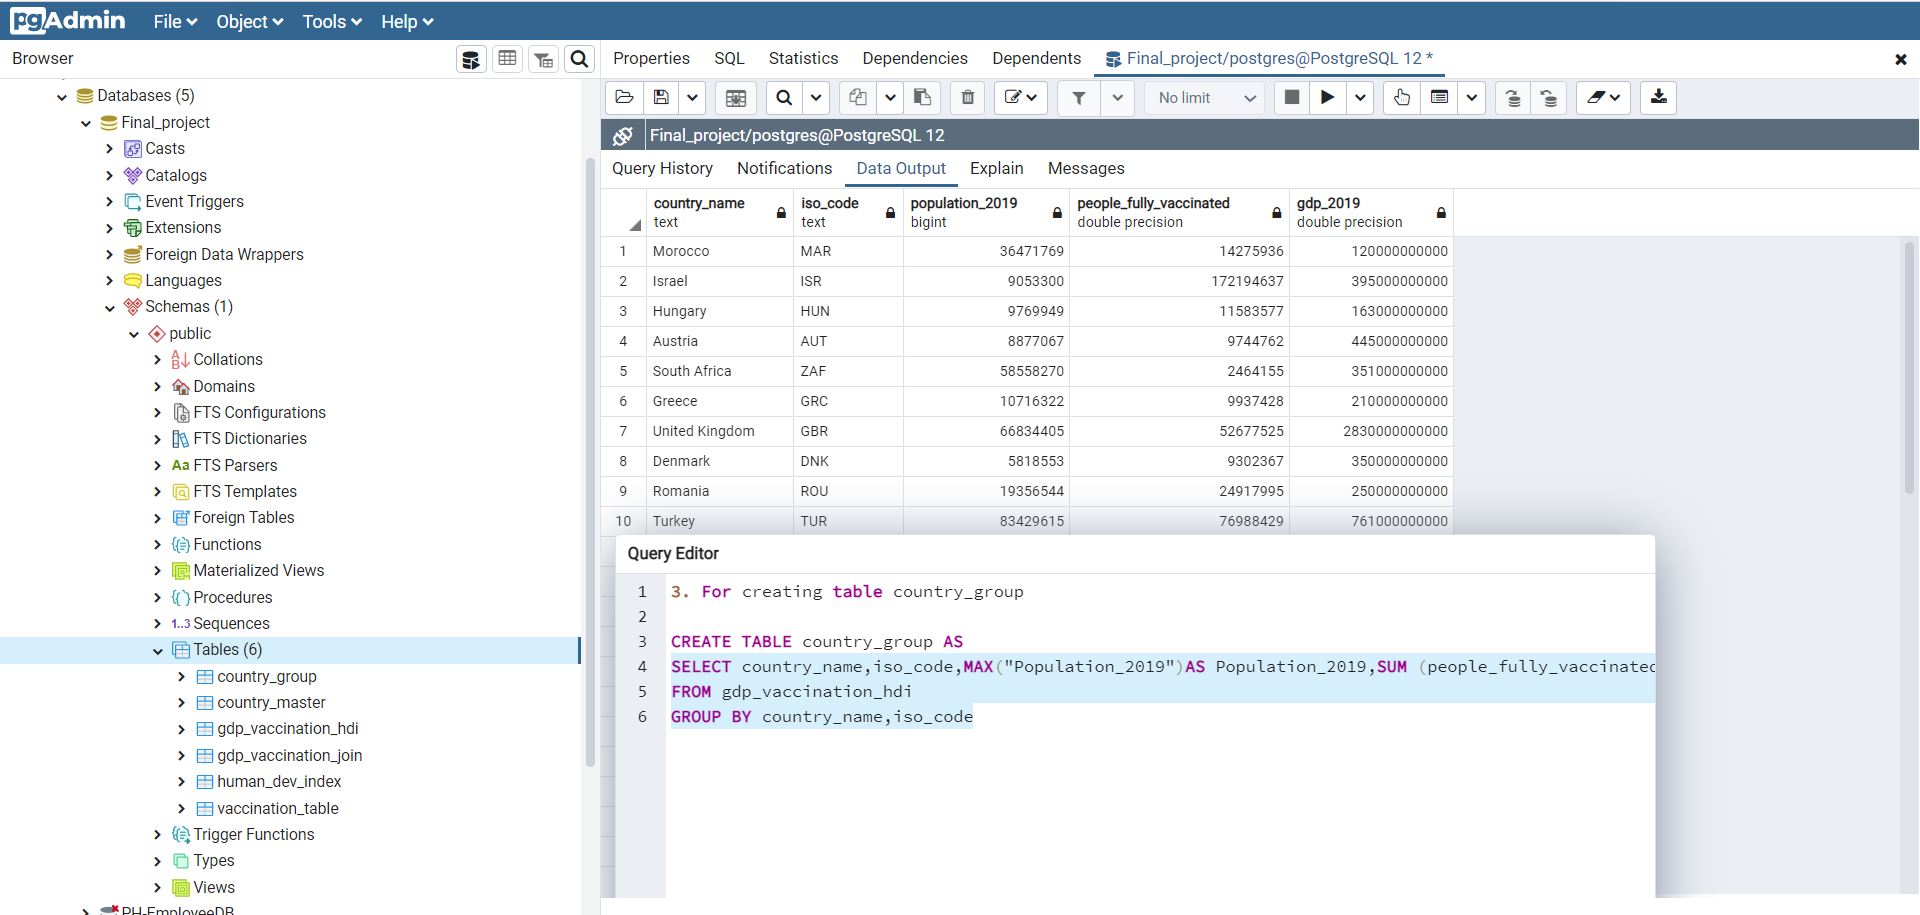 pgAdmin File Object Tools Help
Browser
Properties SQL Statistics Dependencies Dependents Final_project/postgres@PostgreSQL 12 *
No limit
Final_project/postgres@PostgreSQL 12
Query History Notifications Data Output Explain Messages
Databases (5)
Final_project
Casts
Catalogs
Event Triggers
Extensions
Foreign Data Wrappers
Languages
Schemas (1)
public
Collations
Domains
FTS Configurations
FTS Dictionaries
Aa FTS Parsers
FTS Templates
Foreign Tables
Functions
Materialized Views
Procedures
1..3 Sequences
Tables (6)
country_group
country_master
gdp_vaccination_hdi
gdp_vaccination_join
human_dev_index
vaccination_table
Trigger Functions
Types
Views
PH-EmployeeDB
country_name iso_code population_2019 people_fully_vaccinated gdp_2019
text text bigint double precision double precision
1 Morocco MAR 36471769 14275936 120000000000
2 Israel ISR 9053300 172194637 395000000000
3 Hungary HUN 9769949 11583577 163000000000
4 Austria AUT 8877067 9744762 445000000000
5 South Africa ZAF 58558270 2464155 351000000000
6 Greece GRC 10716322 9937428 210000000000
7 United Kingdom GBR 66834405 52677525 2830000000000
8 Denmark DNK 5818553 9302367 350000000000
9 Romania ROU 19356544 24917995 250000000000
10 Turkey TUR 83429615 76988429 761000000000
Query Editor
1 3. For creating table country_group
2
3 CREATE TABLE country_group AS
4 SELECT country_name,iso_code,MAX("Population_2019")AS Population_2019,SUM (people_fully_vaccinated
5 FROM gdp_vaccination_hdi
6 GROUP BY country_name,iso_code